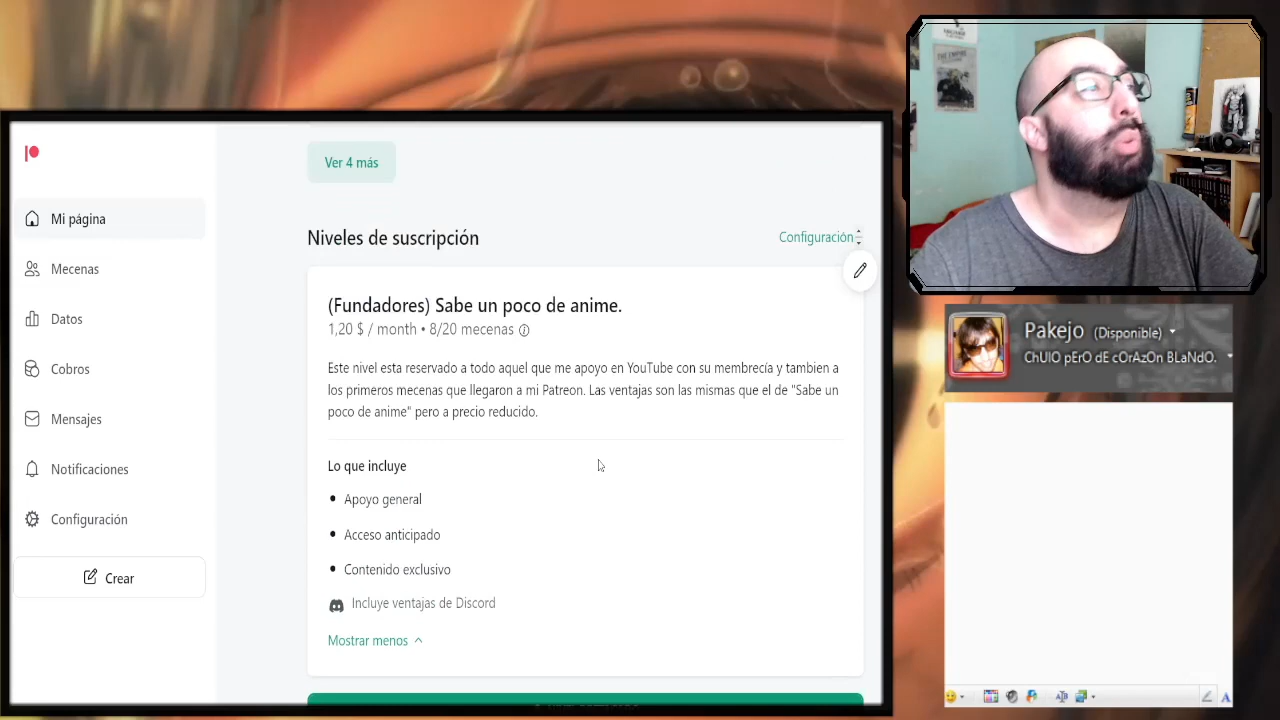 Ver 4 más
Mi página
Mecenas
Datos
Cobros
Mensajes
Notificaciones
Configuración
Crear
Niveles de suscripción
Configuración
(Fundadores) Sabe un poco de anime.
1,20 $ / month • 8/20 mecenas
Este nivel esta reservado a todo aquel que me apoyo en YouTube con su membrecía y tambien a
los primeros mecenas que llegaron a mi Patreon. Las ventajas son las mismas que el de "Sabe un
poco de anime" pero a precio reducido.
Lo que incluye
• Apoyo general
• Acceso anticipado
• Contenido exclusivo
Incluye ventajas de Discord
Mostrar menos
Pakejo (Disponible)
ChUlO pErO dE cOrAzOn BLaNdO.